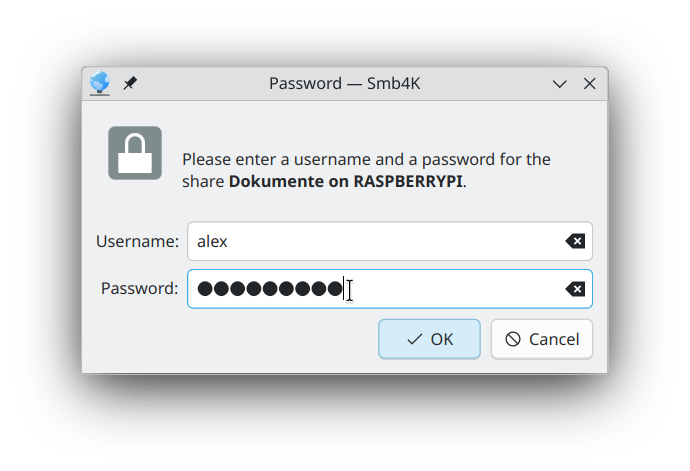 Password — Smb4K
Please enter a username and a password for the
share Dokumente on RASPBERRYPI.
Username: alex
Password: ●●●●●●●●●
OK Cancel